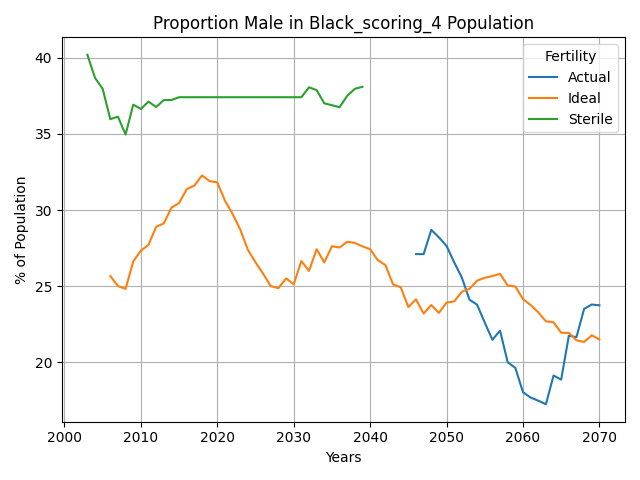 Proportion Male in Black_scoring_4 Population
Fertility
Actual
Ideal
Sterile
% of Population
40
35
30
25
20
2000 2010 2020 2030 2040 2050 2060 2070
Years